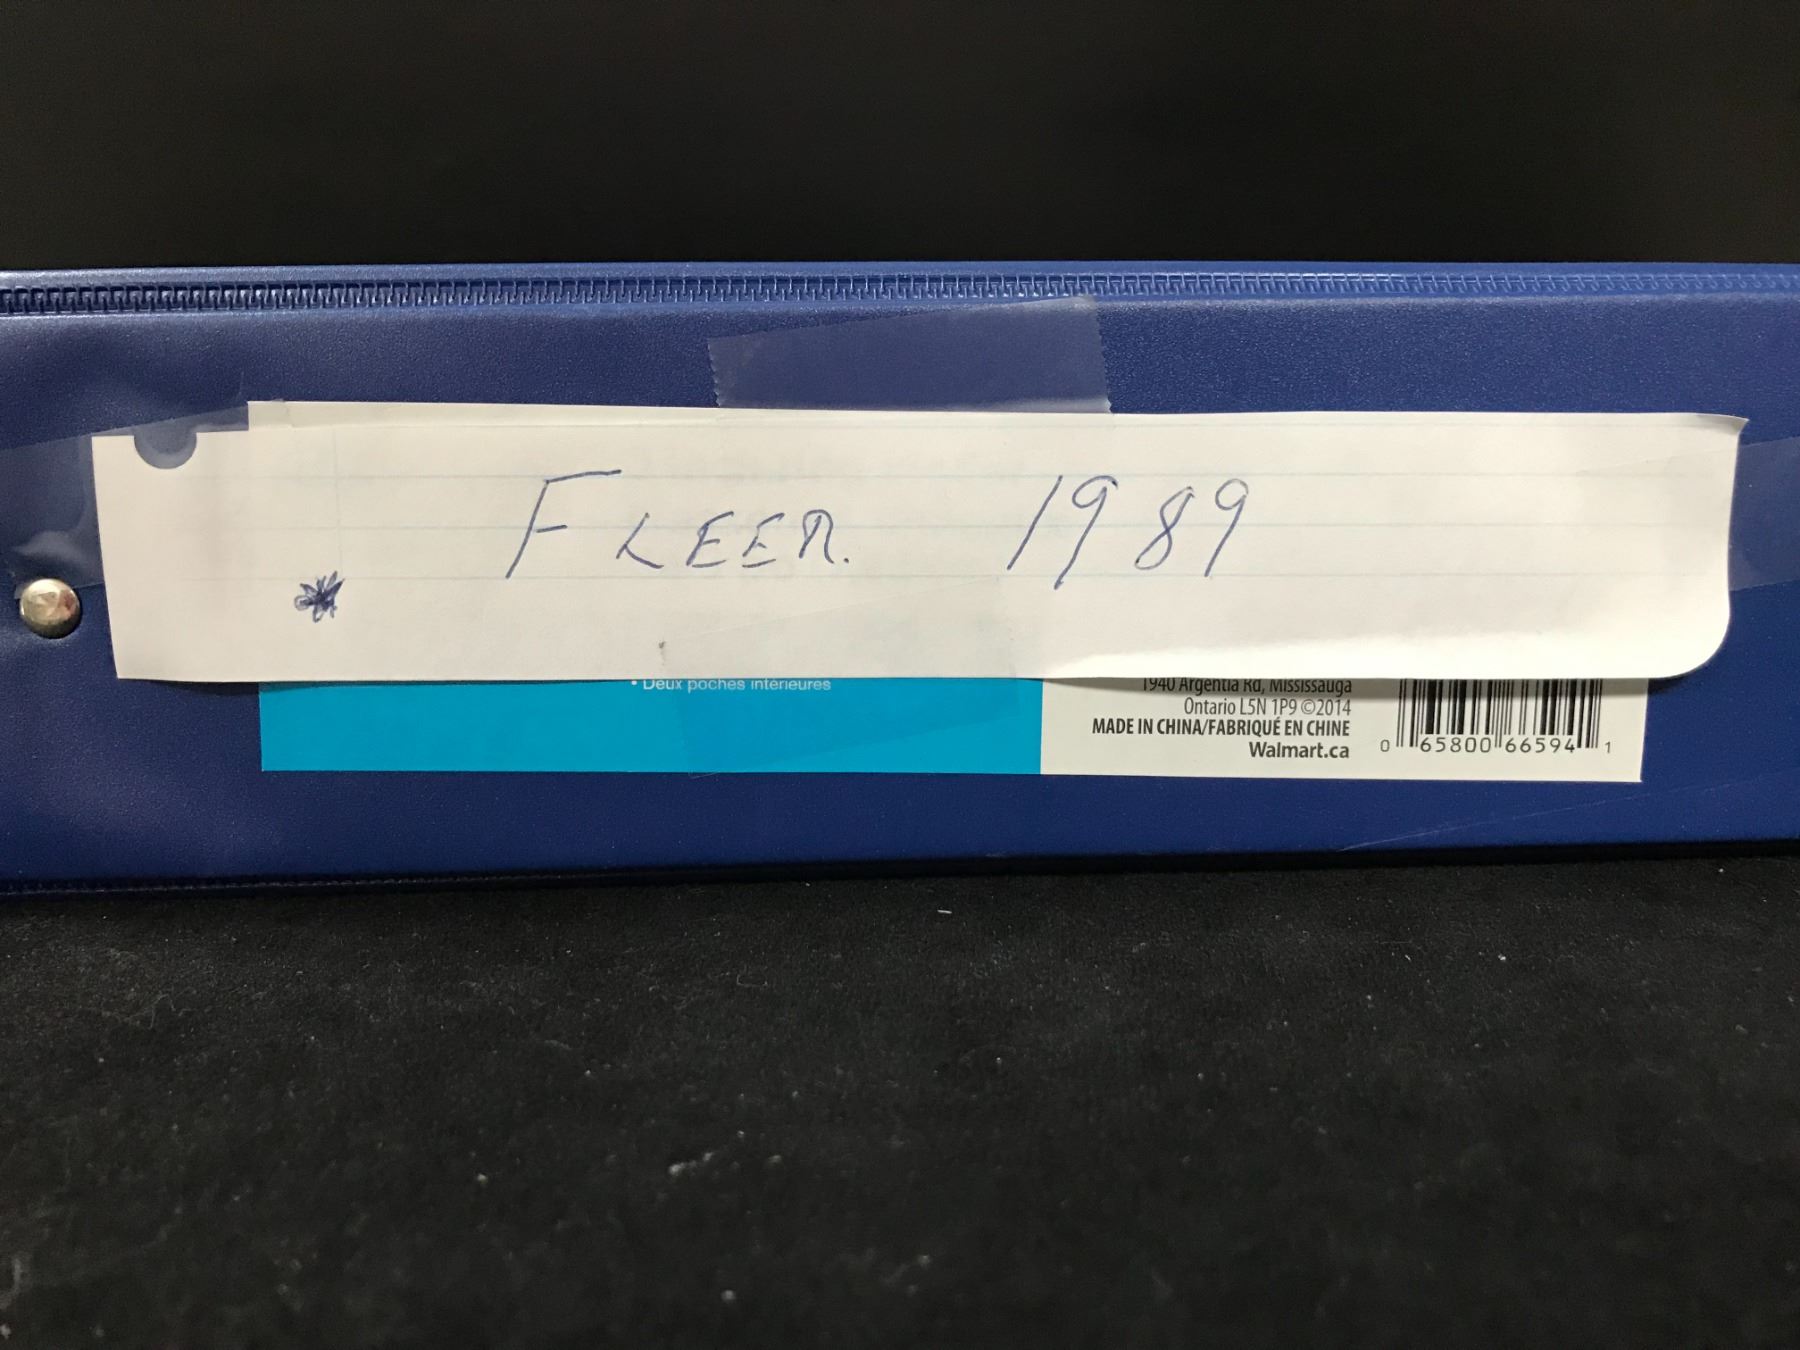 FLEER. 1989
*
• Deux poches intérieures
1940 Argentia Rd, Mississauga
Ontario L5N 1P9 ©2014
MADE IN CHINA/FABRIQUÉ EN CHINE
Walmart.ca
0 65800 66594 1